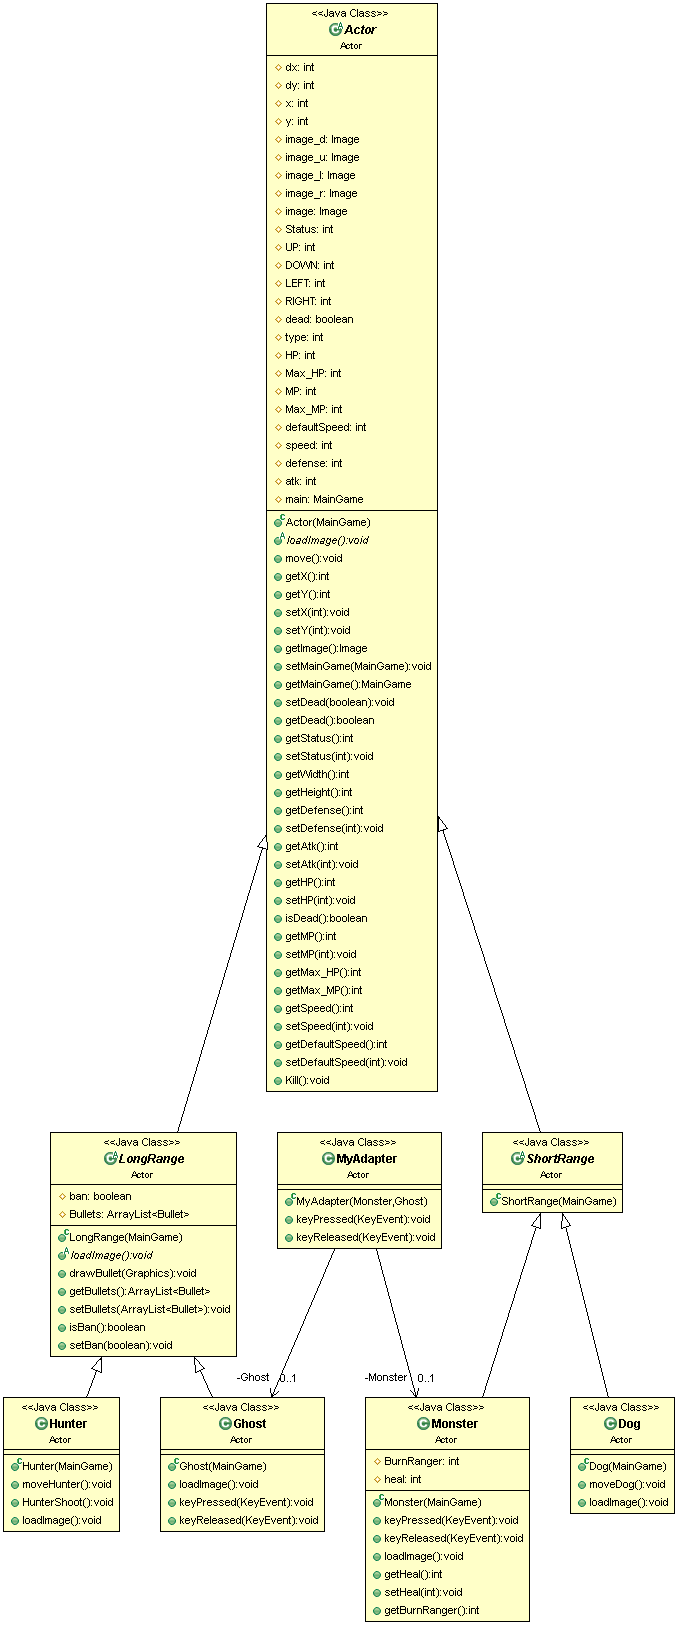 <<Java Class>>
Actor
Actor
dx: int
dy: int
x: int
y: int
image_d: Image
image_u: Image
image_l: Image
image_r: Image
image: Image
Status: int
UP: int
DOWN: int
LEFT: int
RIGHT: int
dead: boolean
type: int
HP: int
Max_HP: int
MP: int
Max_MP: int
defaultSpeed: int
speed: int
defense: int
atk: int
main: MainGame
Actor(MainGame)
loadImage():void
move():void
getX():int
getY():int
setX(int):void
setY(int):void
getImage():Image
setMainGame(MainGame):void
getMainGame():MainGame
setDead(boolean):void
getDead():boolean
getStatus():int
setStatus(int):void
getWidth():int
getHeight():int
getDefense():int
setDefense(int):void
getAtk():int
setAtk(int):void
getHP():int
setHP(int):void
isDead():boolean
getMP():int
setMP(int):void
getMax_HP():int
getMax_MP():int
getSpeed():int
setSpeed(int):void
getDefaultSpeed():int
setDefaultSpeed(int):void
Kill():void
<<Java Class>>
LongRange
Actor
ban: boolean
Bullets: ArrayList<Bullet>
LongRange(MainGame)
loadImage():void
drawBullet(Graphics):void
getBullets():ArrayList<Bullet>
setBullets(ArrayList<Bullet>):void
isBan():boolean
setBan(boolean):void
<<Java Class>>
MyAdapter
Actor
MyAdapter(Monster,Ghost)
keyPressed(KeyEvent):void
keyReleased(KeyEvent):void
<<Java Class>>
ShortRange
Actor
ShortRange(MainGame)
-Ghost 0..1
-Monster 0..1
<<Java Class>>
Hunter
Actor
Hunter(MainGame)
moveHunter():void
HunterShoot():void
loadImage():void
<<Java Class>>
Ghost
Actor
Ghost(MainGame)
loadImage():void
keyPressed(KeyEvent):void
keyReleased(KeyEvent):void
<<Java Class>>
Monster
Actor
BurnRanger: int
heal: int
Monster(MainGame)
keyPressed(KeyEvent):void
keyReleased(KeyEvent):void
loadImage():void
getHeal():int
setHeal(int):void
getBurnRanger():int
<<Java Class>>
Dog
Actor
Dog(MainGame)
moveDog():void
loadImage():void